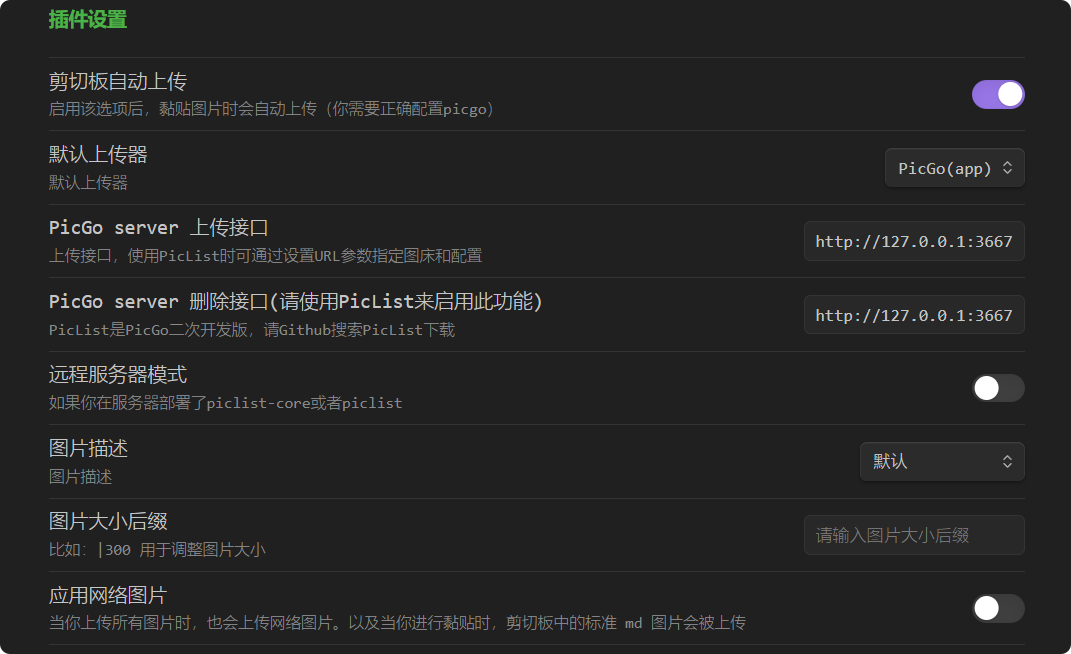 插件设置
剪切板自动上传
启用该选项后，黏贴图片时会自动上传（你需要正确配置picgo）
默认上传器
默认上传器
PicGo(app)
PicGo server 上传接口
上传接口，使用PicList时可通过设置URL参数指定图床和配置
http://127.0.0.1:3667
PicGo server 删除接口(请使用PicList来启用此功能)
PicList是PicGo二次开发版，请Github搜索PicList下载
http://127.0.0.1:3667
远程服务器模式
如果你在服务器部署了piclist-core或者piclist
图片描述
图片描述
默认
图片大小后缀
比如：|300 用于调整图片大小
请输入图片大小后缀
应用网络图片
当你上传所有图片时，也会上传网络图片。以及当你进行黏贴时，剪切板中的标准 md 图片会被上传